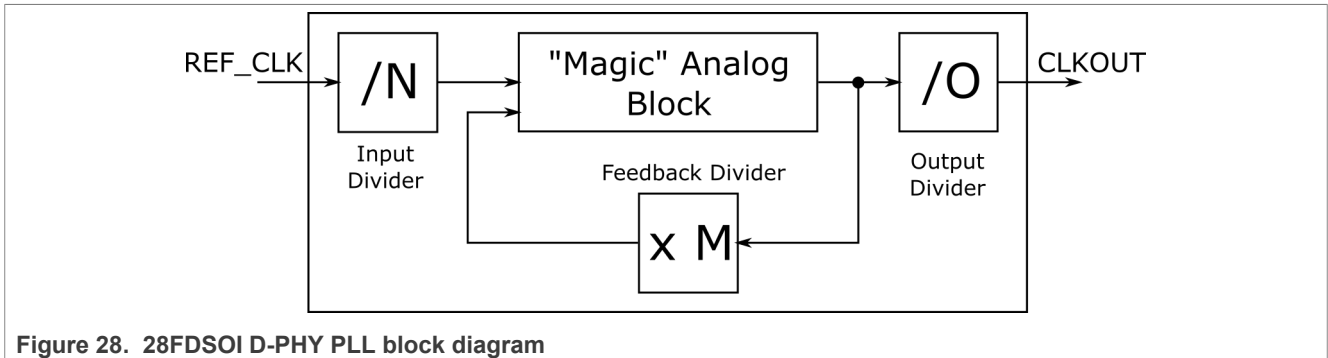 REF_CLK
/N
Input
Divider
"Magic" Analog
Block
/O
CLKOUT
Output
Divider
Feedback Divider
x M
Figure 28. 28FDSOI D-PHY PLL block diagram